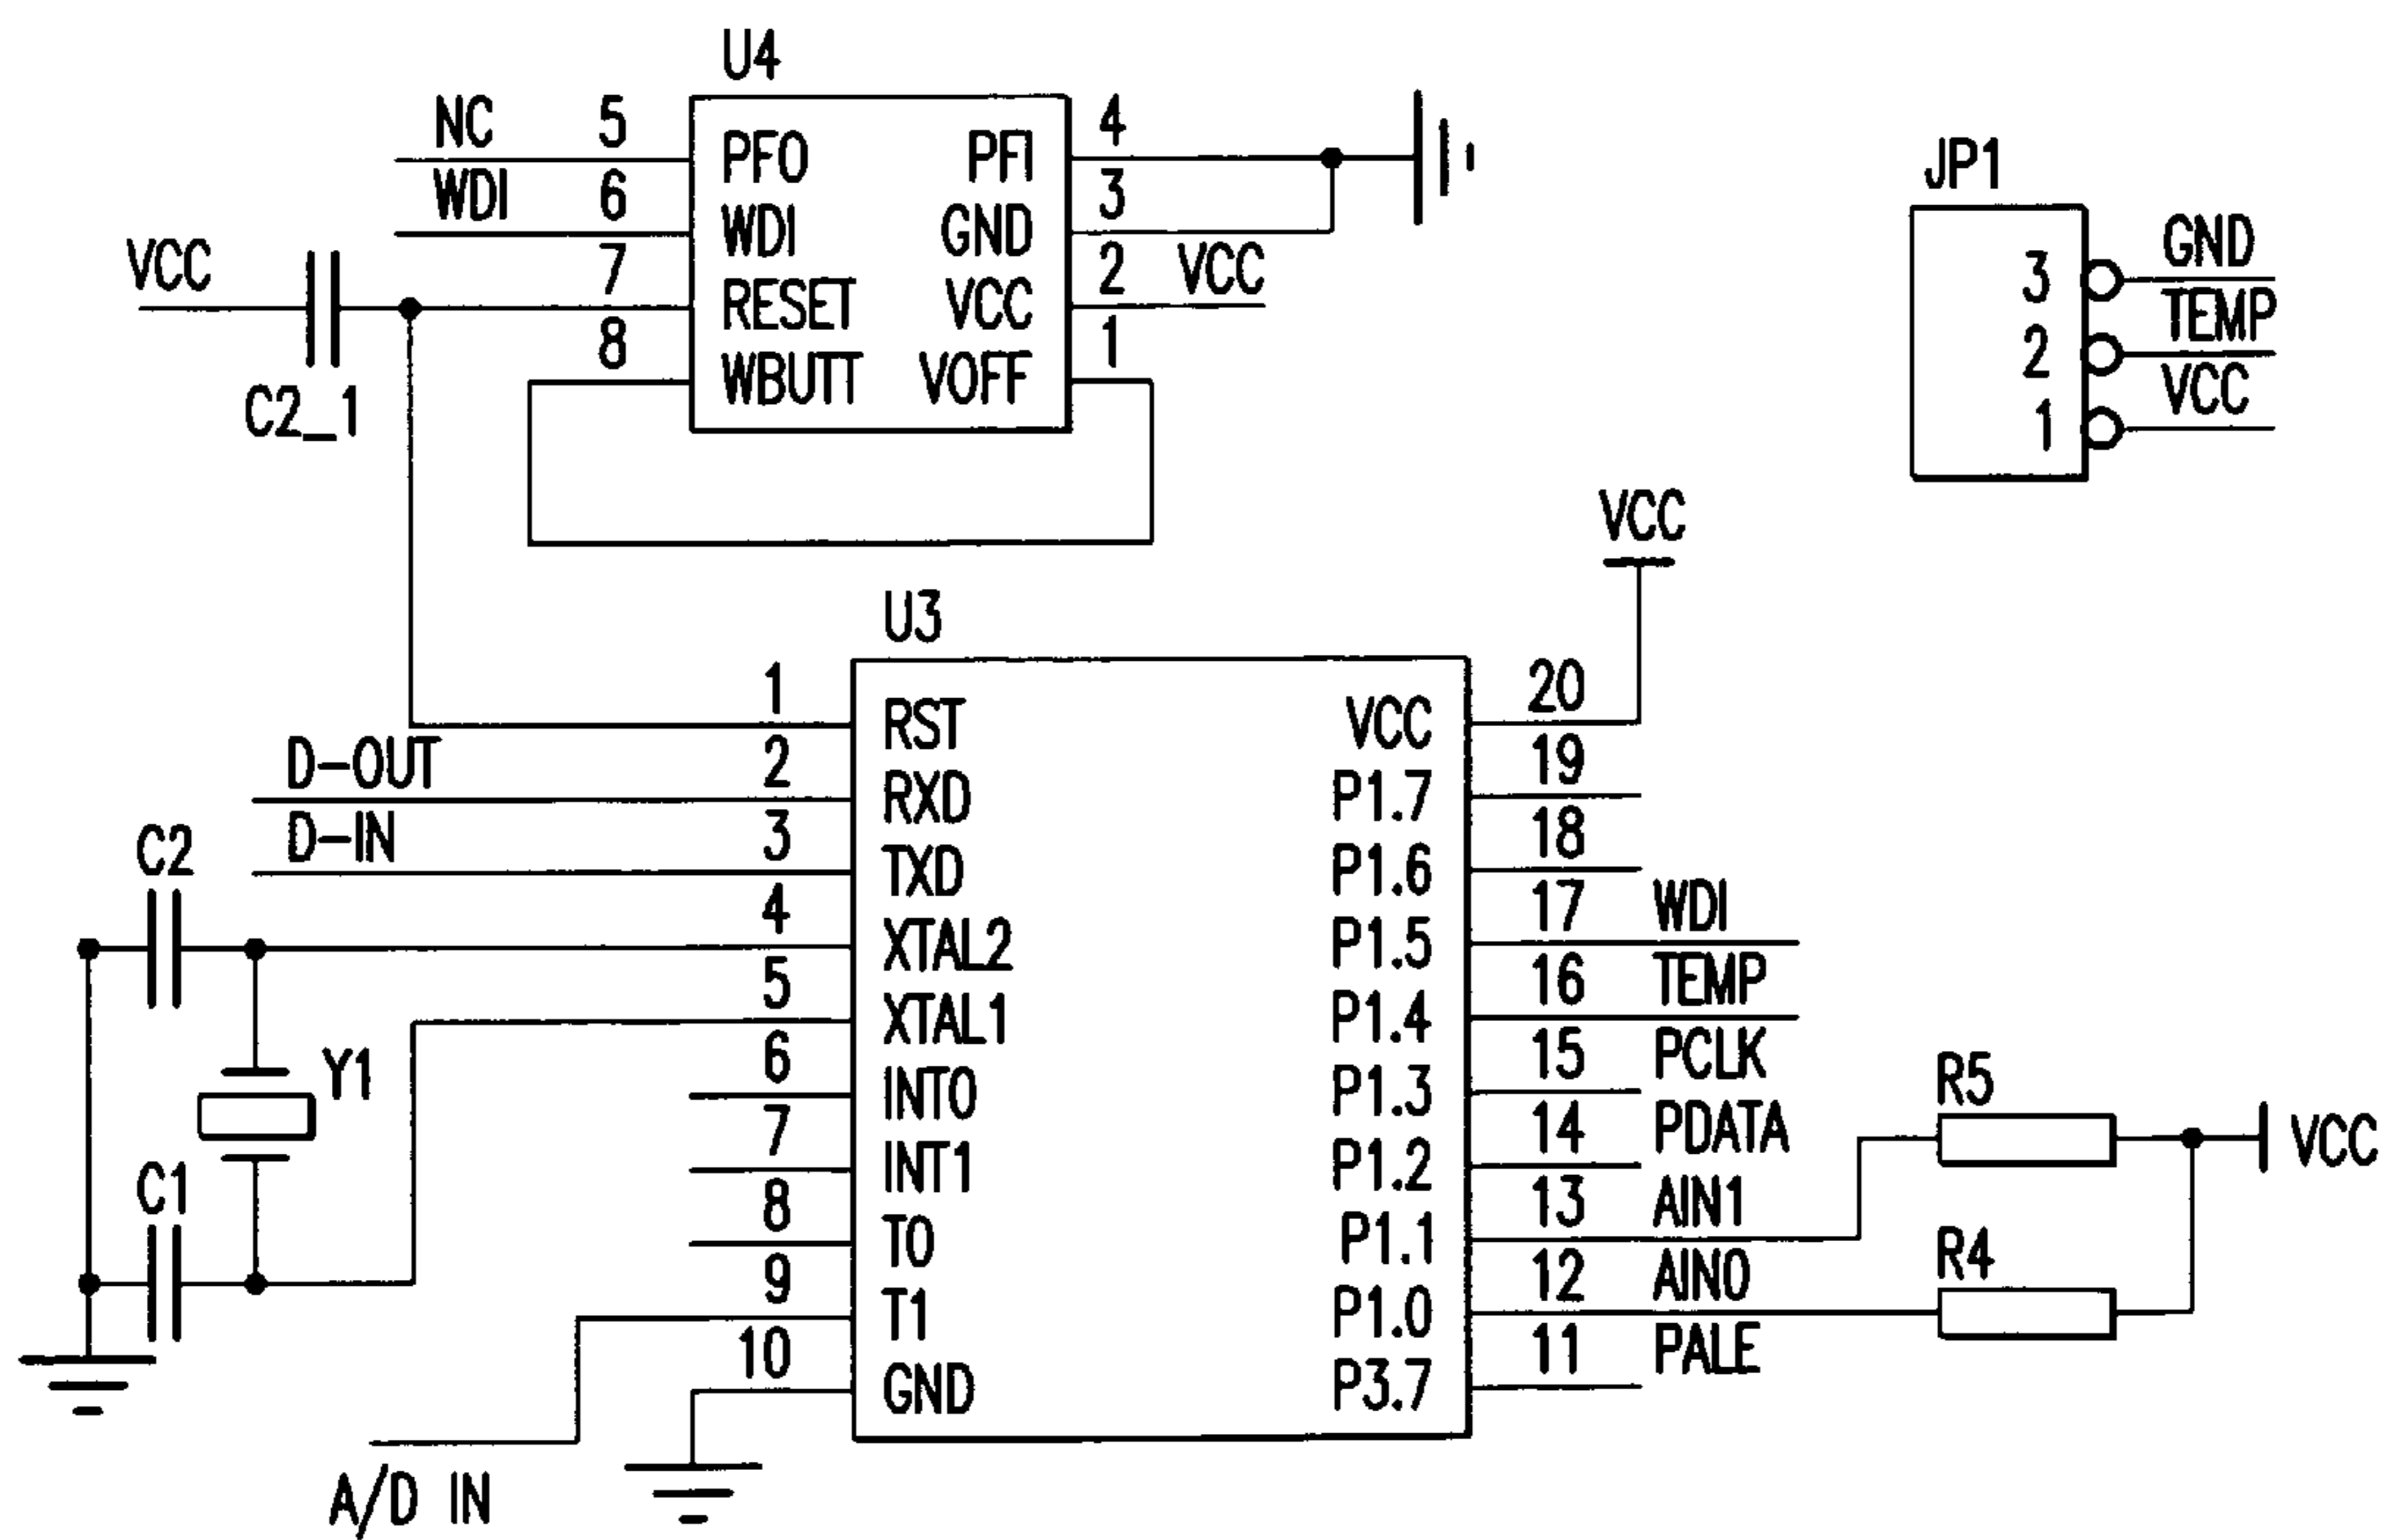 U4
NC 5 PFO PFI 4
WDI 6 WDI GND 3
VCC 7 RESET VCC 2 VCC
8 WBUTT VOFF 1
C2_1
JP1
3 GND
2 TEMP
1 VCC
VCC
U3
1 RST VCC 20
D-OUT 2 RXD P1.7 19
D-IN 3 TXD P1.6 18
C2 4 XTAL2 P1.5 17 WDI
5 XTAL1 P1.4 16 TEMP
Y1 6 INT0 P1.3 15 PCLK
7 INT1 P1.2 14 PDATA
C1 8 T0 P1.1 13 AIN1
9 T1 P1.0 12 AIN0
10 GND P3.7 11 PALE
R5
VCC
R4
A/D IN